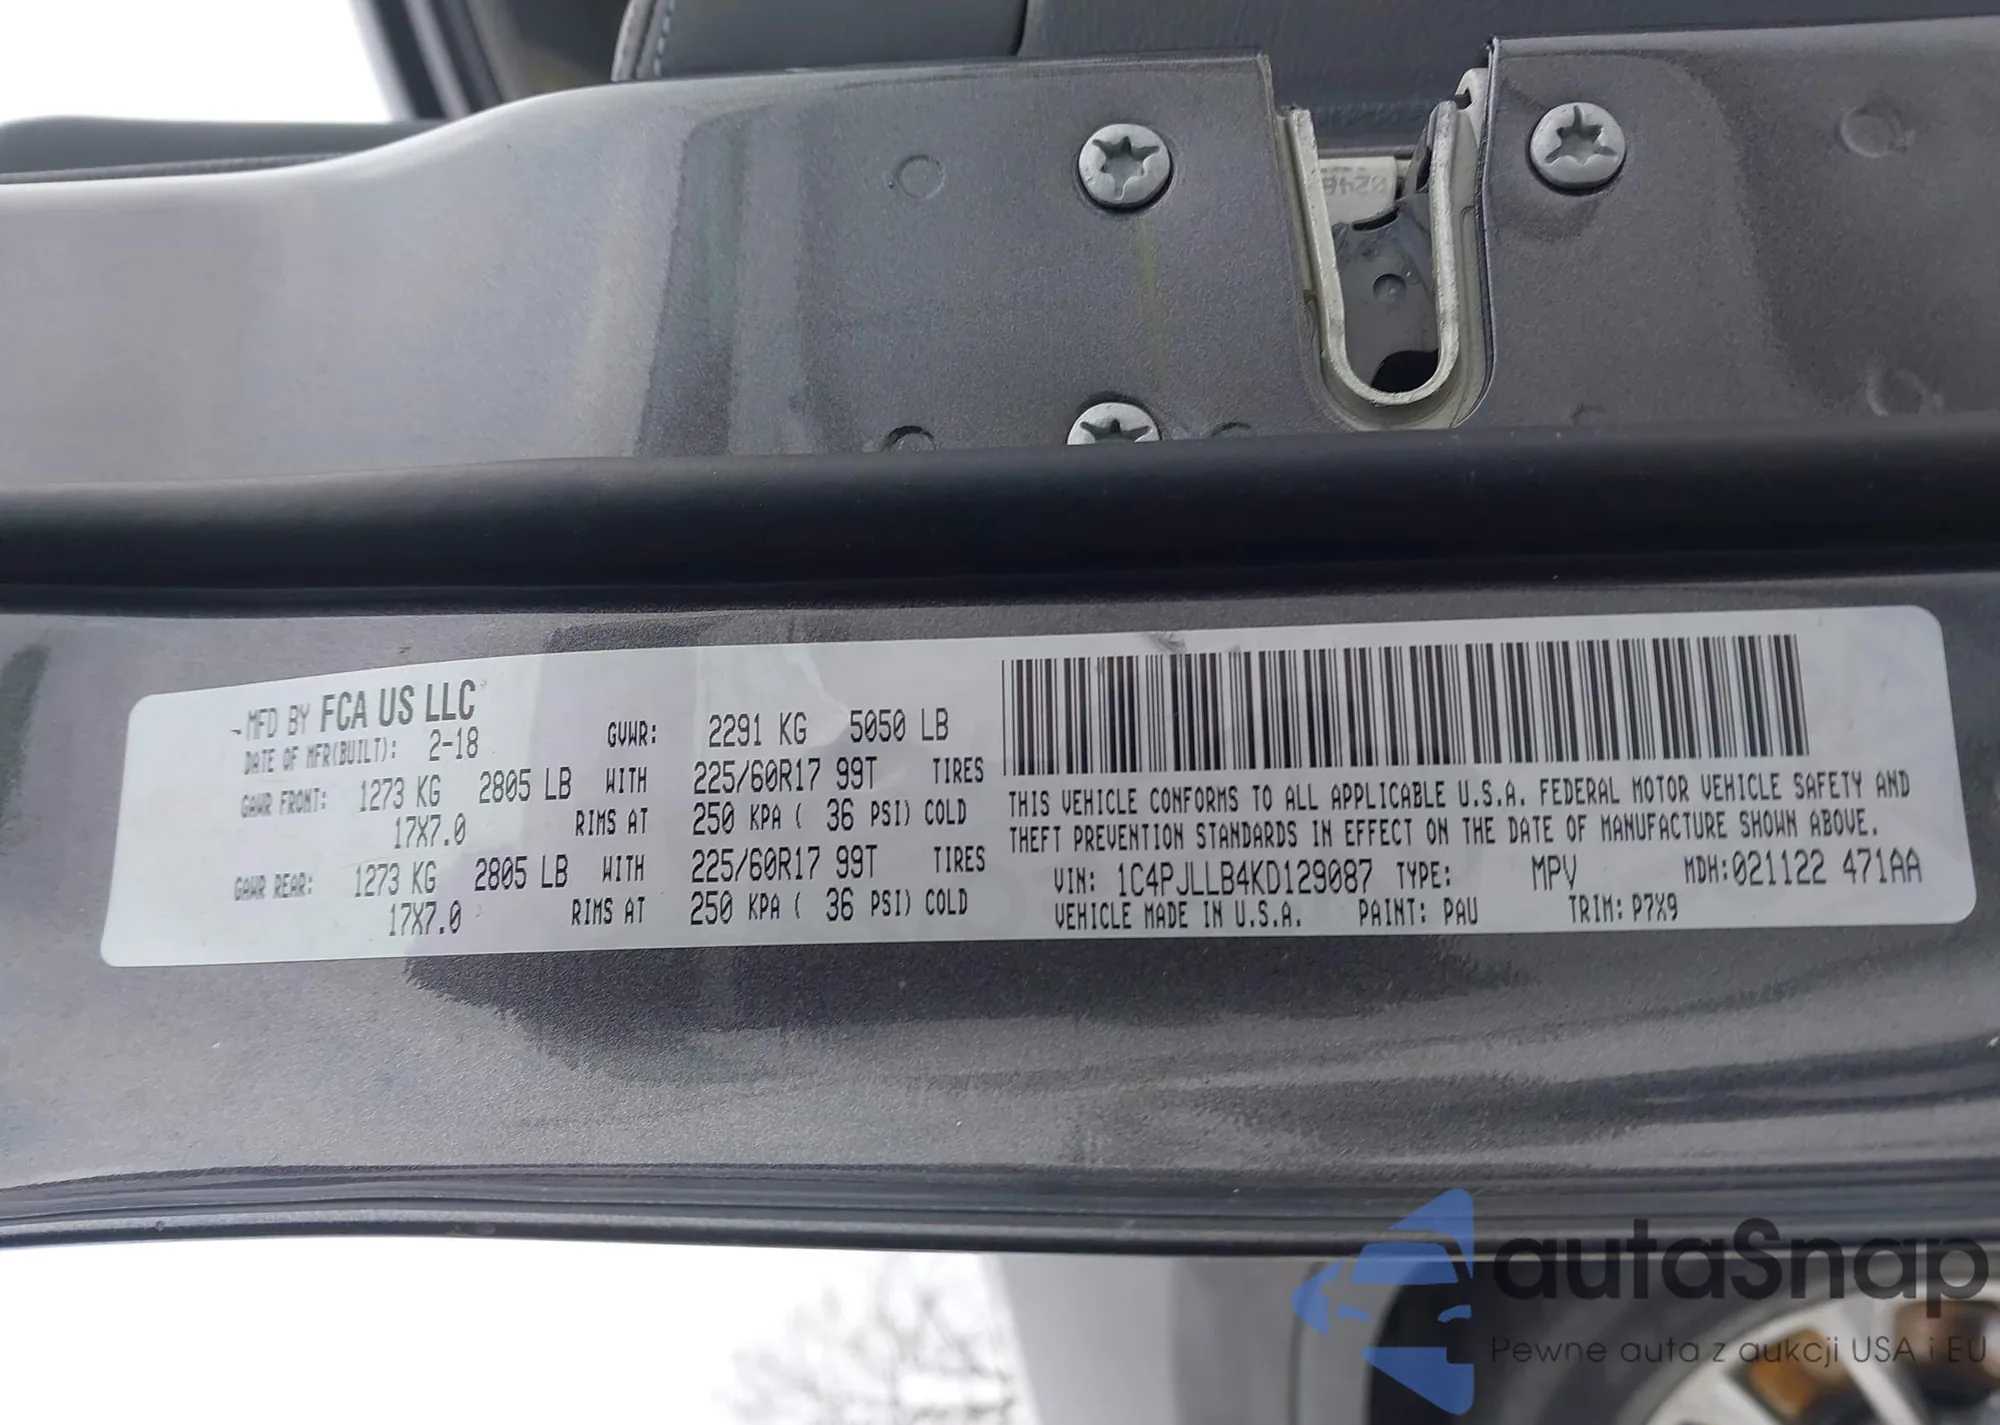 MFD BY FCA US LLC
DATE OF MFR(BUILT): 2-18 GVWR: 2291 KG 5050 LB
GAWR FRONT: 1273 KG 2805 LB WITH 225/60R17 99T TIRES
17X7.0 RIMS AT 250 KPA ( 36 PSI) COLD
GAWR REAR: 1273 KG 2805 LB WITH 225/60R17 99T TIRES
17X7.0 RIMS AT 250 KPA ( 36 PSI) COLD
THIS VEHICLE CONFORMS TO ALL APPLICABLE U.S.A. FEDERAL MOTOR VEHICLE SAFETY AND
THEFT PREVENTION STANDARDS IN EFFECT ON THE DATE OF MANUFACTURE SHOWN ABOVE.
VIN: 1C4PJLLB4KD129087 TYPE: MPV MDH:021122 471AA
VEHICLE MADE IN U.S.A. PAINT: PAU TRIM: P7X9
autaSnap
Pewne auta z aukcji USA i EU